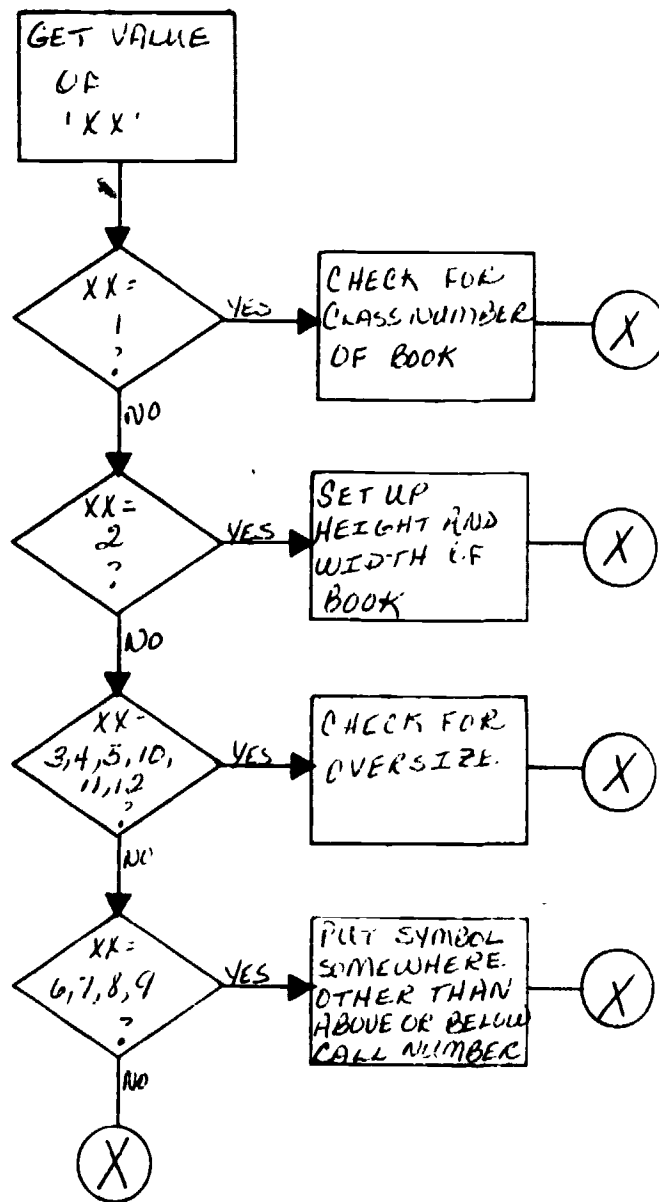 GET VALUE
OF
'XX'
XX=
1
?
YES
CHECK FOR
CLASS NUMBER
OF BOOK
X
NO
XX=
2
?
YES
SET UP
HEIGHT AND
WIDTH OF
BOOK
X
NO
XX=
3,4,5,10,
11,12
?
YES
CHECK FOR
OVERSIZE.
X
NO
XX=
6,7,8,9
?
YES
PUT SYMBOL
SOMEWHERE
OTHER THAN
ABOVE OR BELOW
CALL NUMBER
X
NO
X